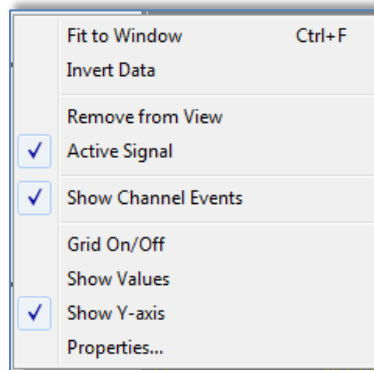 Fit to Window Ctrl+F
Invert Data
Remove from View
Active Signal
Show Channel Events
Grid On/Off
Show Values
Show Y-axis
Properties...